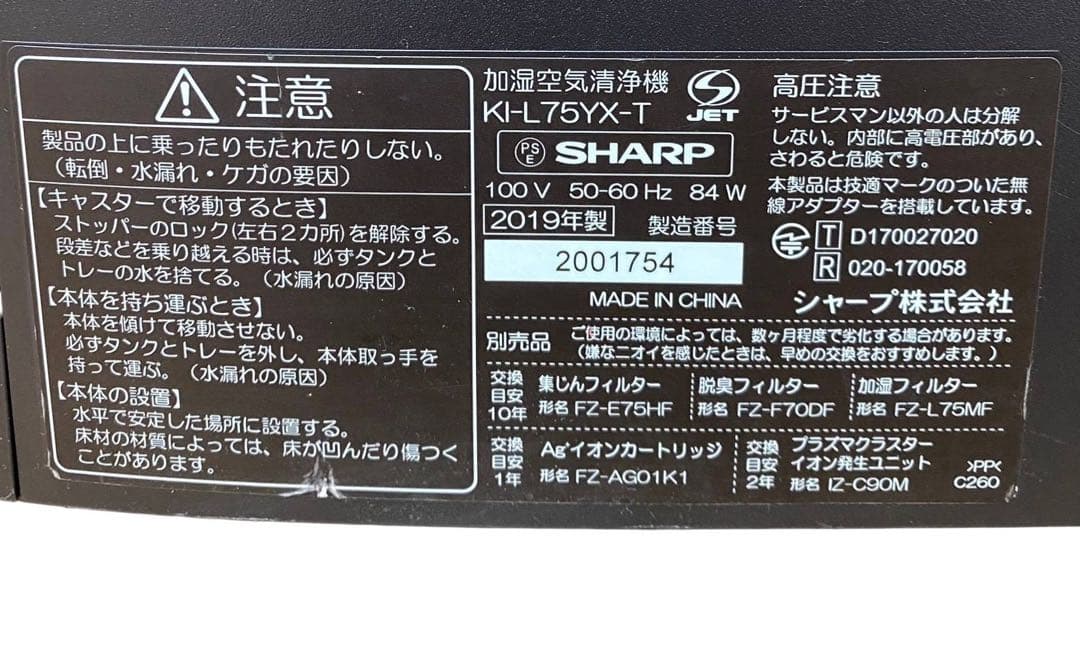 注意
製品の上に乗ったりもたれたりしない。
（転倒・水漏れ・ケガの要因）
【キャスターで移動するとき】
ストッパーのロック(左右2カ所)を解除する。
段差などを乗り越える時は、必ずタンクと
トレーの水を捨てる。（水漏れの原因）
【本体を持ち運ぶとき】
本体を傾けて移動させない。
必ずタンクとトレーを外し、本体取っ手を
持って運ぶ。（水漏れの原因）
【本体の設置】
水平で安定した場所に設置する。
床材の材質によっては、床が凹んだり傷つく
ことがあります。
加湿空気清浄機
KI-L75YX-T
JET
PS
E
SHARP
100 V 50-60 Hz 84 W
2019年製 製造番号
2001754
MADE IN CHINA
高圧注意
サービスマン以外の人は分解
しない。内部に高電圧部があり、
さわると危険です。
本製品は技適マークのついた無
線アダプターを搭載しています。
T D170027020
R 020-170058
シャープ株式会社
別売品
ご使用の環境によっては、数ヶ月程度で劣化する場合があります。
（嫌なニオイを感じたときは、早めの交換をおすすめします。）
交換
目安
10年
集じんフィルター
形名 FZ-E75HF
脱臭フィルター
形名 FZ-F70DF
加湿フィルター
形名 FZ-L75MF
交換
目安
1年
Ag⁺イオンカートリッジ
形名 FZ-AG01K1
交換
目安
2年
プラズマクラスター
イオン発生ユニット
形名 IZ-C90M
>PP<
C260